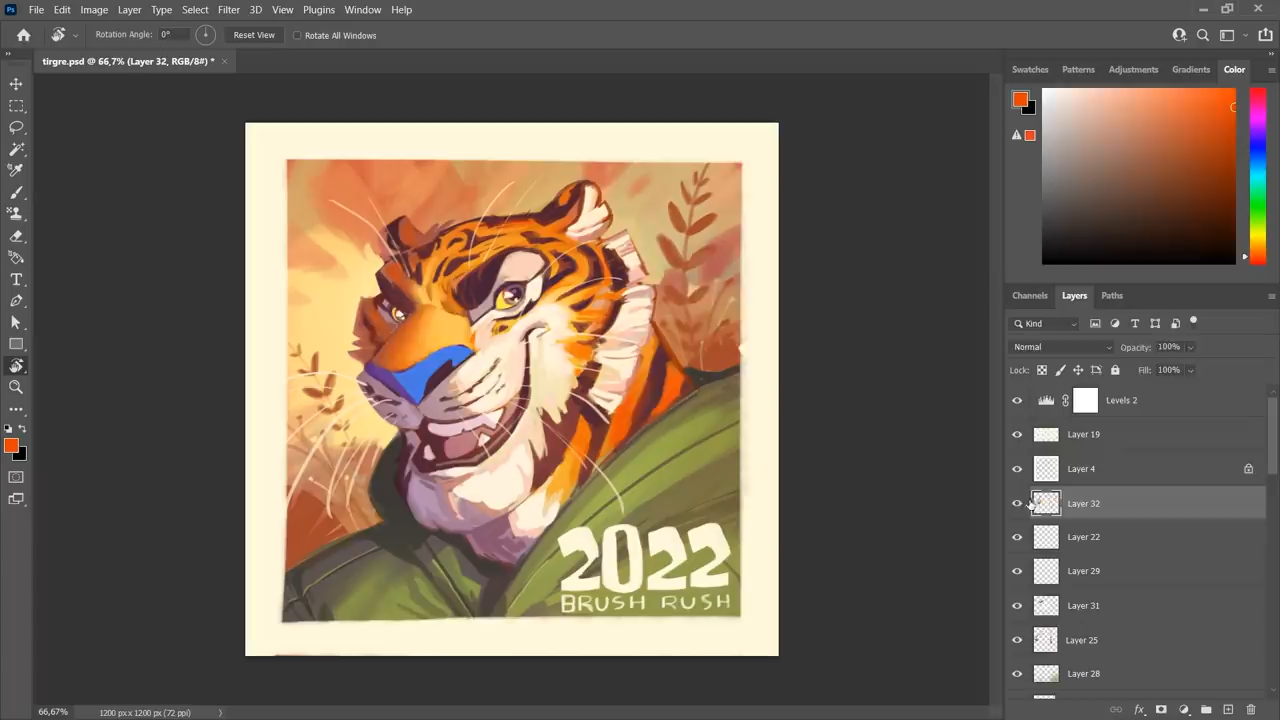 Ps File Edit Image Layer Type Select Filter 3D View Plugins Window Help
Rotation Angle: 0° Reset View Rotate All Windows
tirgre.psd @ 66,7% (Layer 32, RGB/8#) * ×
Swatches Patterns Adjustments Gradients Color
Channels Layers Paths
Kind
Normal Opacity: 100%
Lock: Fill: 100%
Levels 2
Layer 19
Layer 4
Layer 32
Layer 22
Layer 29
Layer 31
Layer 25
Layer 28
2022
BRUSH RUSH
66,67% 1200 px x 1200 px (72 ppi)